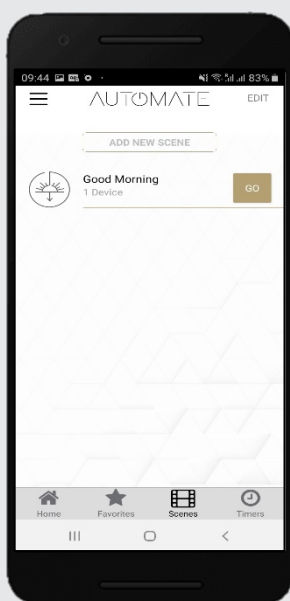 09:44 83%
AUTOMATE EDIT
ADD NEW SCENE
Good Morning
1 Device
GO
Home Favorites Scenes Timers